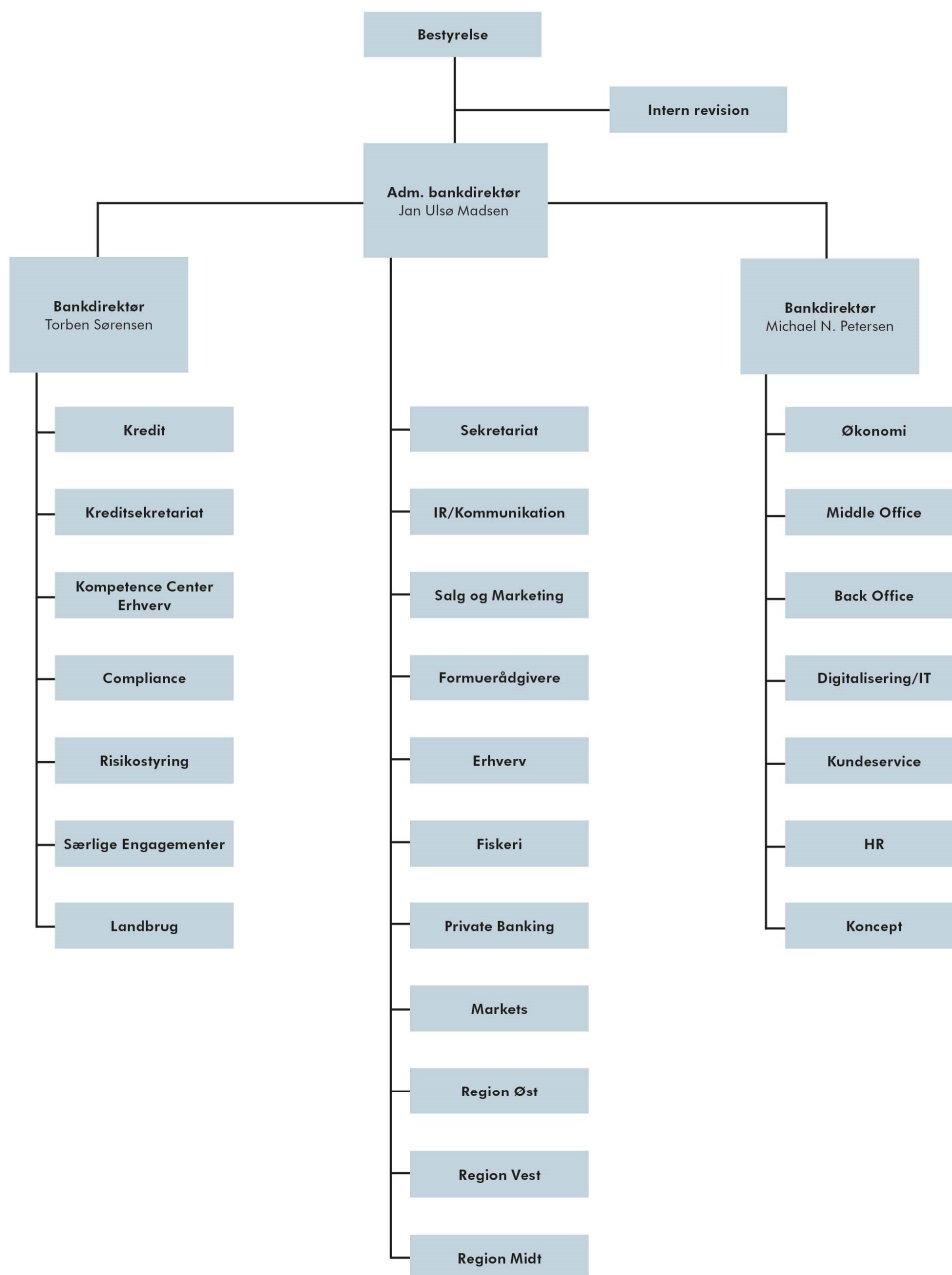 Bestyrelse
Intern revision
Adm. bankdirektør
Jan Ulsø Madsen
Bankdirektør
Torben Sørensen
Kredit
Kreditsekretariat
Kompetence Center
Erhverv
Compliance
Risikostyring
Særlige Engagementer
Landbrug
Sekretariat
IR/Kommunikation
Salg og Marketing
Formuerådgivere
Erhverv
Fiskeri
Private Banking
Markets
Region Øst
Region Vest
Region Midt
Bankdirektør
Michael N. Petersen
Økonomi
Middle Office
Back Office
Digitalisering/IT
Kundeservice
HR
Koncept